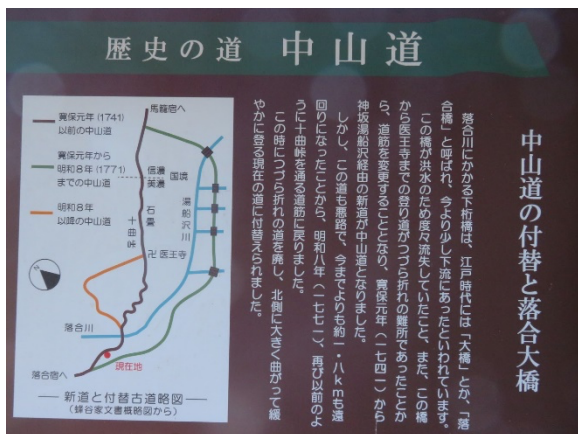 歴史の道 中山道
中山道の付替と落合大橋
落合川にかかる下桁橋は、江戸時代には「大橋」とか、「落
合橋」と呼ばれ、今より少し下流にあったといわれています。
この橋が洪水のため度々流失していたこと、また、この橋
から医王寺までの登り道がつづら折れの難所であったことか
ら、道筋を変更することとなり、寛保元年（一七四一）から
神坂湯舩沢経由の新道が中山道となりました。
しかし、この道も悪路で、今までよりも約一・八kmも遠
回りになったことから、明和八年（一七七一）、再び以前のよ
うに十曲峠を通る道筋に戻りました。
この時につづら折れの道を廃し、北側に大きく曲がって緩
やかに登る現在の道に付替えられました。
寛保元年(1741)
以前の中山道
寛保元年から
明和8年(1771)
までの中山道
明和8年
以降の中山道
馬籠宿へ
信濃
美濃
国境
石畳
十曲峠
湯舩沢川
卍医王寺
N
落合川
現在地
落合宿へ
新道と付替古道略図
(蜂谷家文書概略図から)